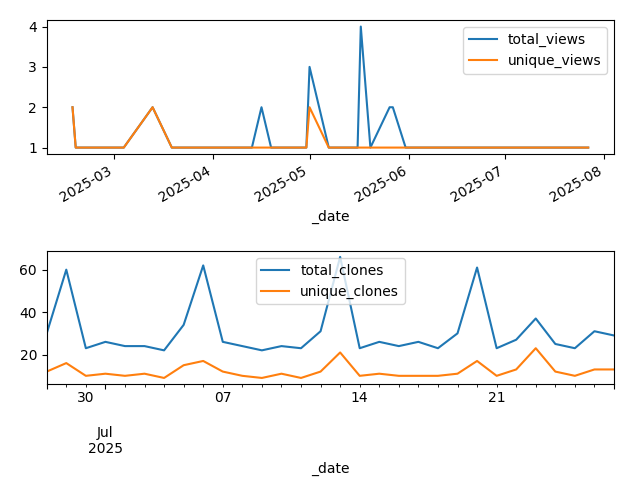 4
3
2
1
total_views
unique_views
2025-03
2025-04
2025-05
2025-06
2025-07
2025-08
_date
60
40
20
total_clones
unique_clones
30
07
14
21
Jul
2025
_date